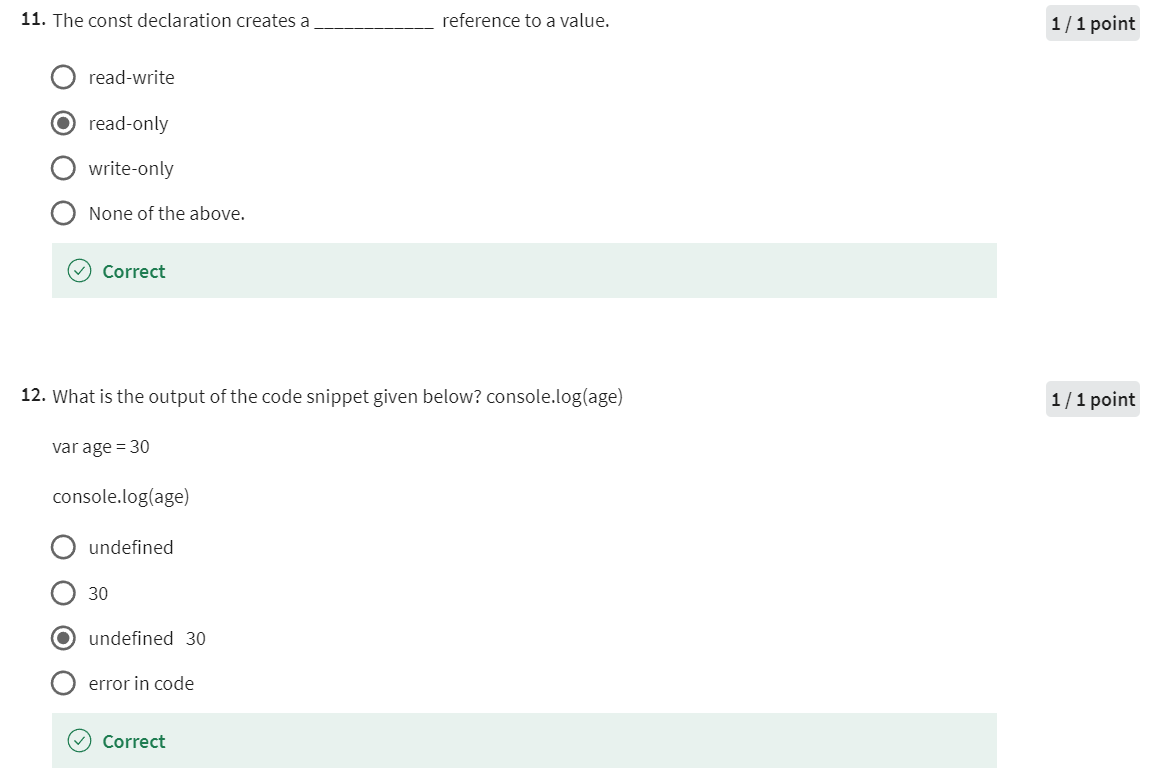 11. The const declaration creates a ____________ reference to a value.
1 / 1 point
read-write
read-only
write-only
None of the above.
Correct
12. What is the output of the code snippet given below? console.log(age)
1 / 1 point
var age = 30
console.log(age)
undefined
30
undefined 30
error in code
Correct